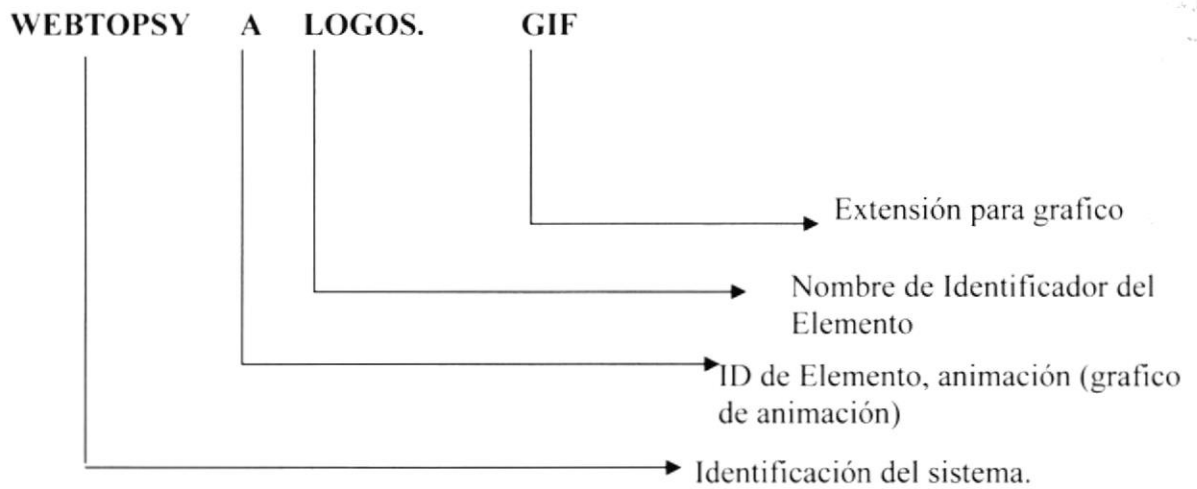 WEBTOPSY A LOGOS. GIF
Extensión para grafico
Nombre de Identificador del
Elemento
ID de Elemento, animación (grafico
de animación)
Identificación del sistema.